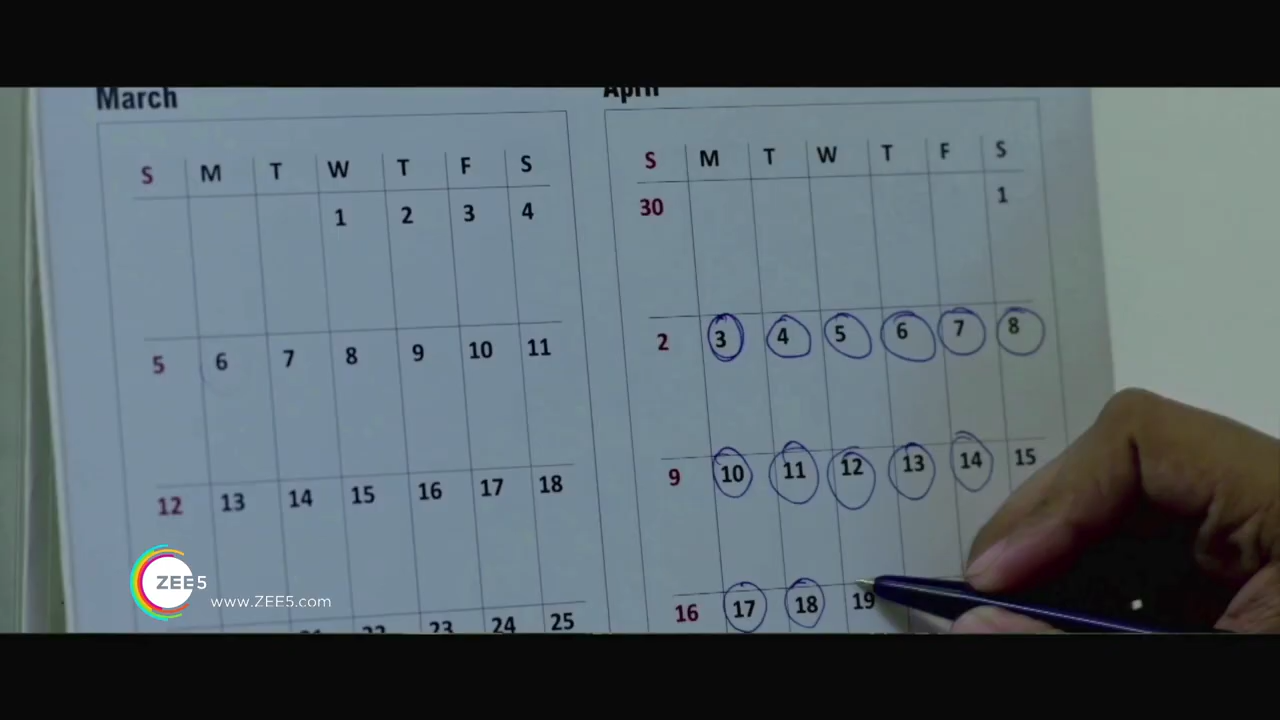 March
April
S M T W T F S
1 2 3 4
5 6 7 8 9 10 11
12 13 14 15 16 17 18
22 23 24 25
S M T W T F S
30 1
2 3 4 5 6 7 8
9 10 11 12 13 14 15
16 17 18 19
ZEE5
www.ZEE5.com